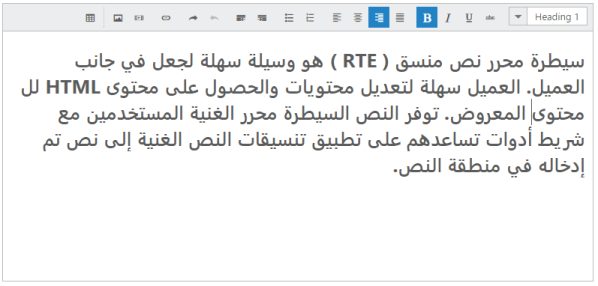 Heading 1
سيطرة محرر نص منسق ( RTE ) هو وسيلة سهلة لجعل في جانب
العميل. العميل سهلة لتعديل محتويات والحصول على محتوى HTML لل
محتوى المعروض. توفر النص السيطرة محرر الغنية المستخدمين مع
شريط أدوات تساعدهم على تطبيق تنسيقات النص الغنية إلى نص تم
إدخاله في منطقة النص.